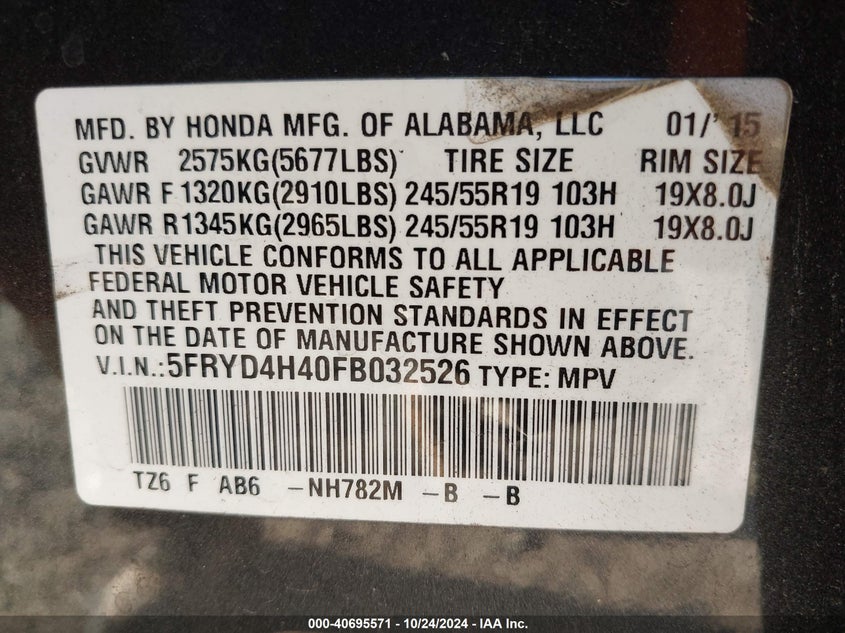 MFD. BY HONDA MFG. OF ALABAMA, LLC 01/'15
GVWR 2575KG(5677LBS) TIRE SIZE RIM SIZE
GAWR F 1320KG(2910LBS) 245/55R19 103H 19X8.0J
GAWR R 1345KG(2965LBS) 245/55R19 103H 19X8.0J
THIS VEHICLE CONFORMS TO ALL APPLICABLE
FEDERAL MOTOR VEHICLE SAFETY
AND THEFT PREVENTION STANDARDS IN EFFECT
ON THE DATE OF MANUFACTURE SHOWN ABOVE.
V.I.N.:5FRYD4H40FB032526 TYPE: MPV
TZ6 F AB6 -NH782M -B -B
000-40695571 - 10/24/2024 - IAA Inc.